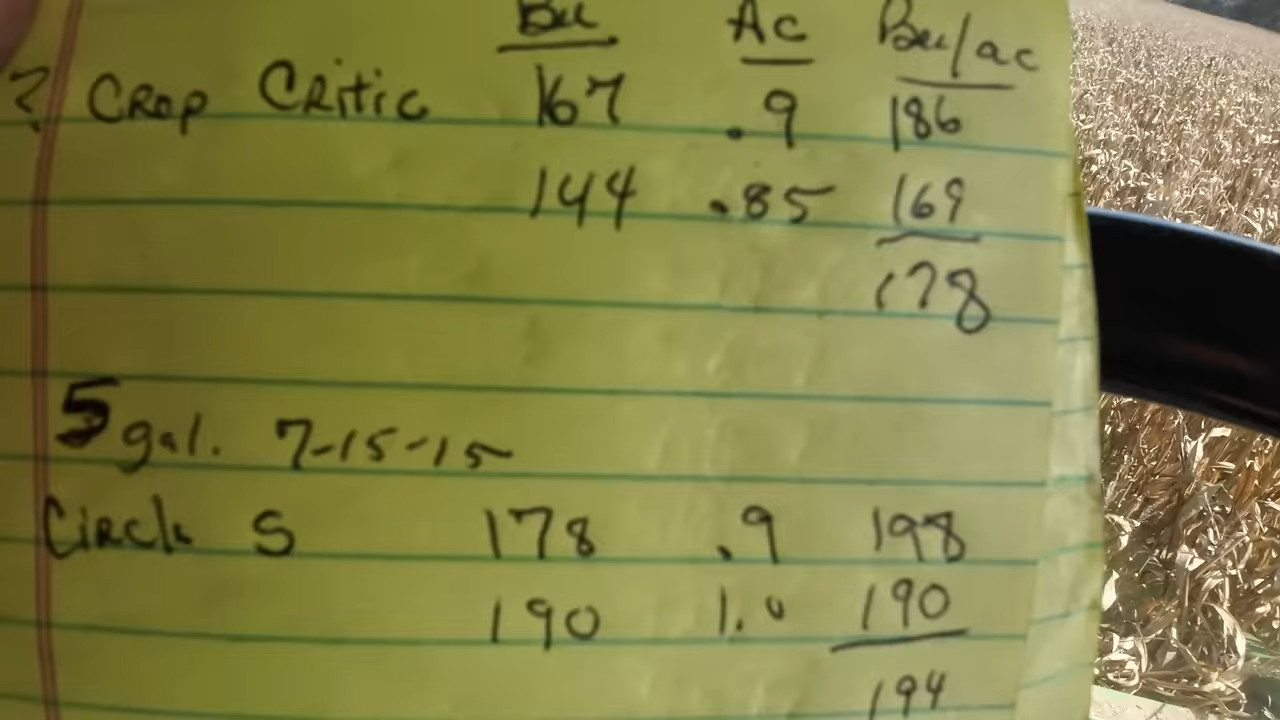 Bu Ac Bu/ac
? Crop Critic 167 .9 186
144 .85 169
178
5 gal. 7-15-15
Circle S 178 .9 198
190 1.0 190
194